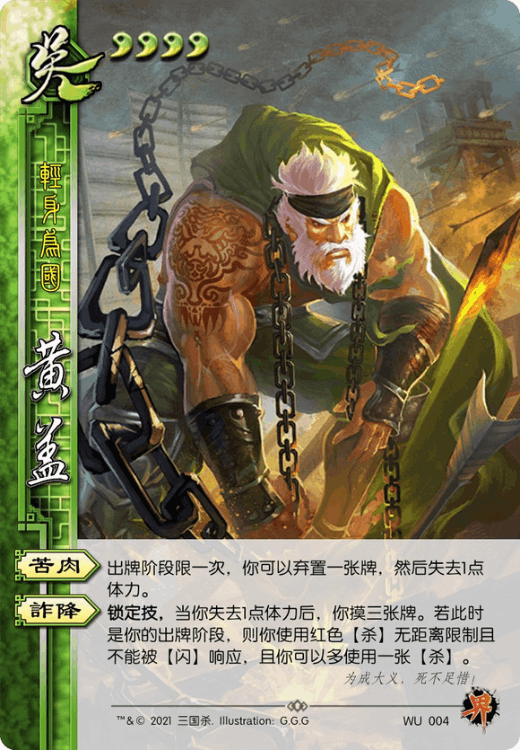 吴
輕身為國
黄盖
苦肉
出牌阶段限一次，你可以弃置一张牌，然后失去1点
体力。
詐降
锁定技，当你失去1点体力后，你摸三张牌。若此时
是你的出牌阶段，则你使用红色【杀】无距离限制且
不能被【闪】响应，且你可以多使用一张【杀】。
为成大义，死不足惜！
™&© 2021 三国杀. Illustration: G.G.G
WU 004
界